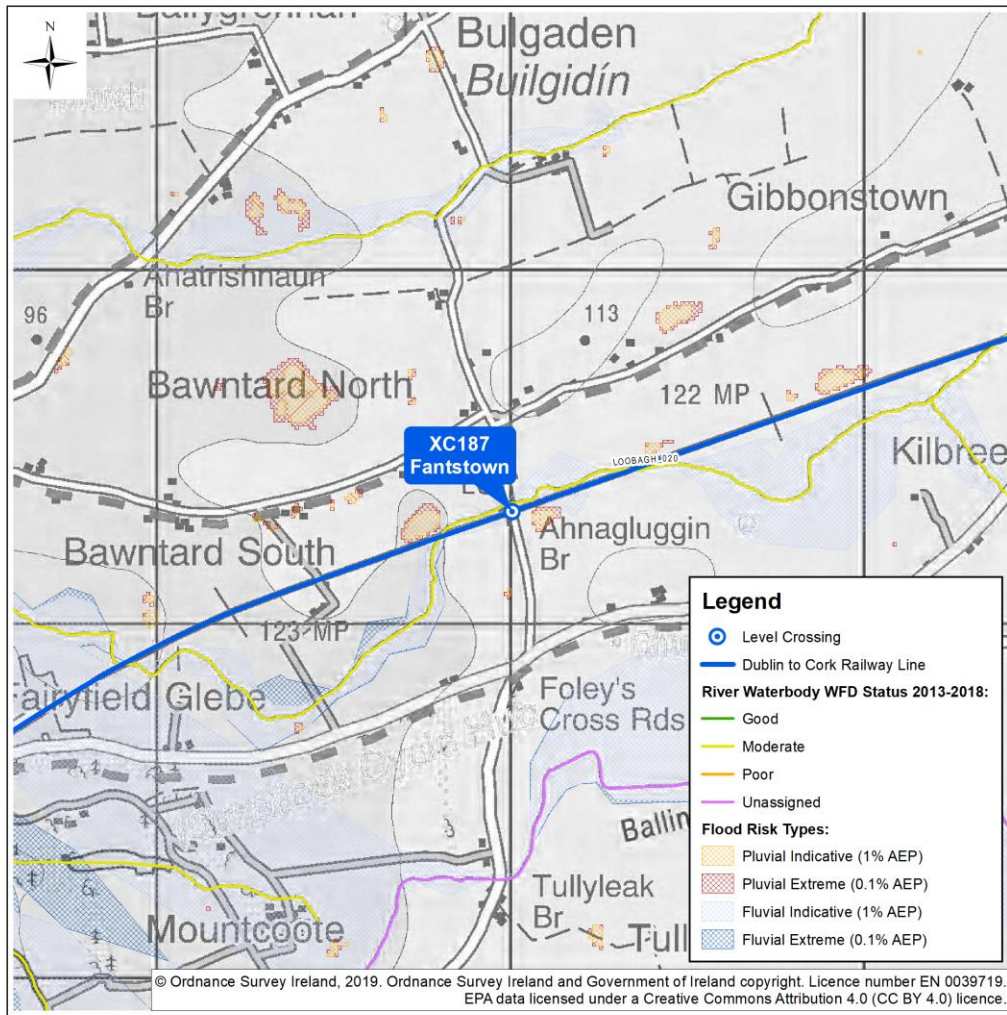 N
Bulgaden
Builgidín
Gibbonstown
Anatrishnaun
Br
96
113
Bawntard North
122 MP
XC187
Fantstown
LOOBAGH_020
Kilbree
Ahnagluggin
Br
Bawntard South
123 MP
Fairyfield Glebe
Foley's
Cross Rds
Ballin
Tullyleak
Br
Mountcoote
Tull
Legend
Level Crossing
Dublin to Cork Railway Line
River Waterbody WFD Status 2013-2018:
Good
Moderate
Poor
Unassigned
Flood Risk Types:
Pluvial Indicative (1% AEP)
Pluvial Extreme (0.1% AEP)
Fluvial Indicative (1% AEP)
Fluvial Extreme (0.1% AEP)
© Ordnance Survey Ireland, 2019. Ordnance Survey Ireland and Government of Ireland copyright. Licence number EN 0039719.
EPA data licensed under a Creative Commons Attribution 4.0 (CC BY 4.0) licence.